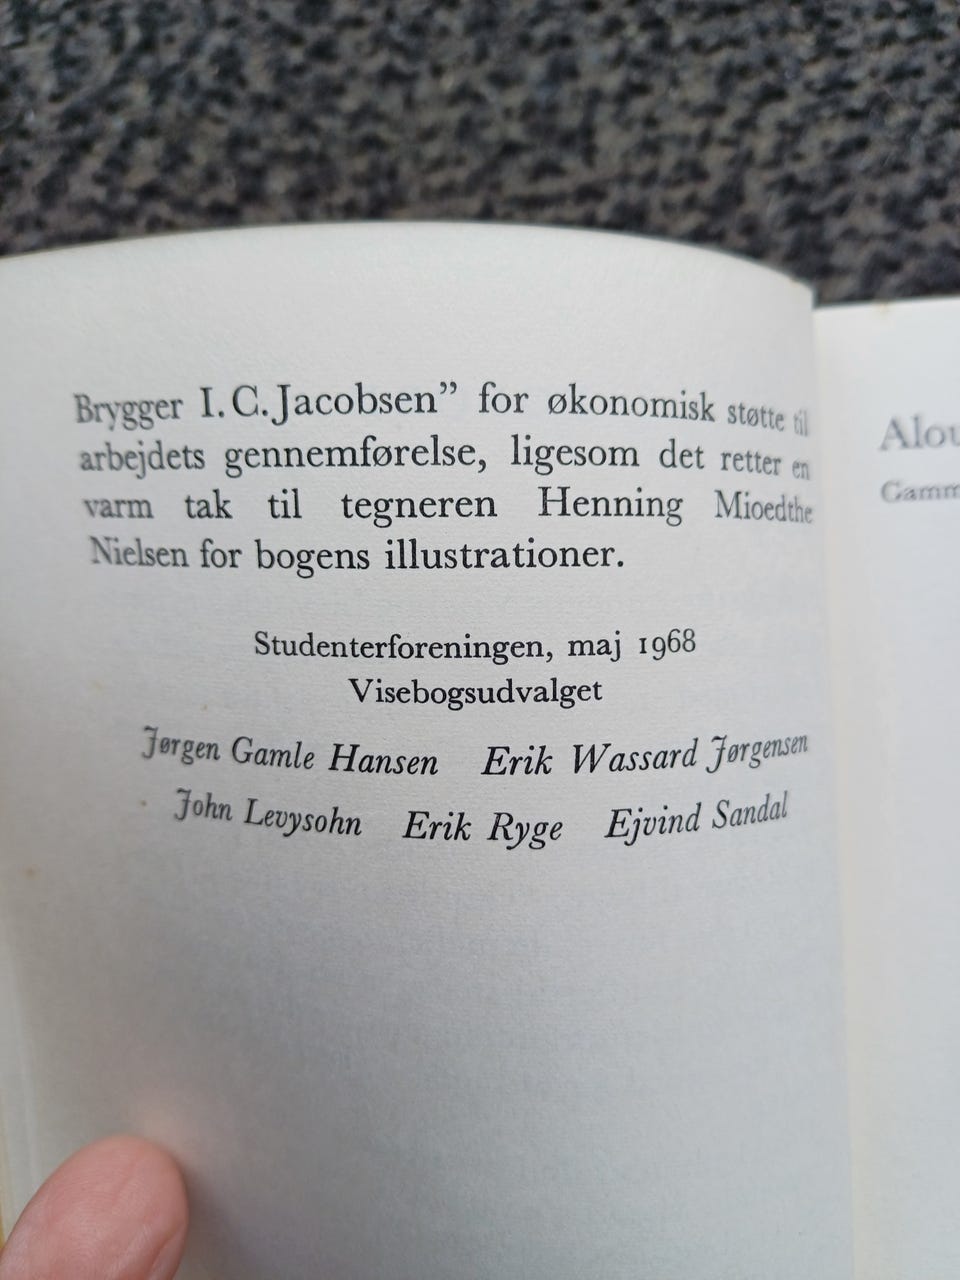 Brygger I. C. Jacobsen” for økonomisk støtte til
arbejdets gennemførelse, ligesom det retter en
varm tak til tegneren Henning Mioedthe
Nielsen for bogens illustrationer.
Studenterforeningen, maj 1968
Visebogsudvalget
Jørgen Gamle Hansen Erik Wassard Jørgensen
John Levysohn Erik Ryge Ejvind Sandal